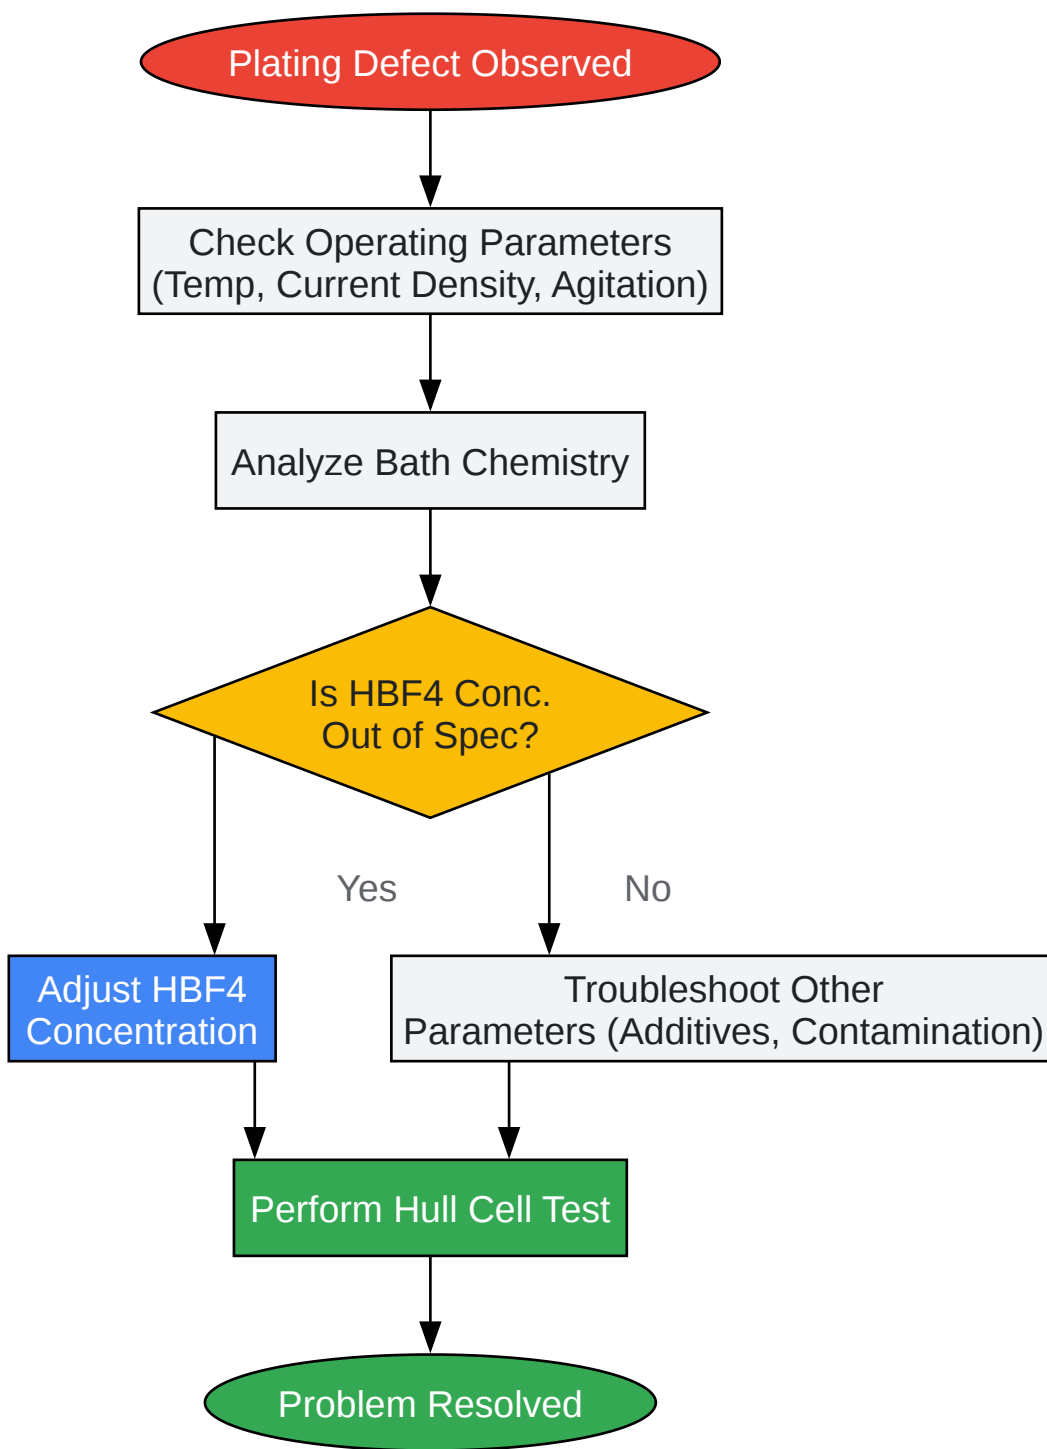 Plating Defect Observed
Check Operating Parameters
(Temp, Current Density, Agitation)
Analyze Bath Chemistry
Is HBF4 Conc.
Out of Spec?
Yes
No
Adjust HBF4
Concentration
Troubleshoot Other
Parameters (Additives, Contamination)
Perform Hull Cell Test
Problem Resolved